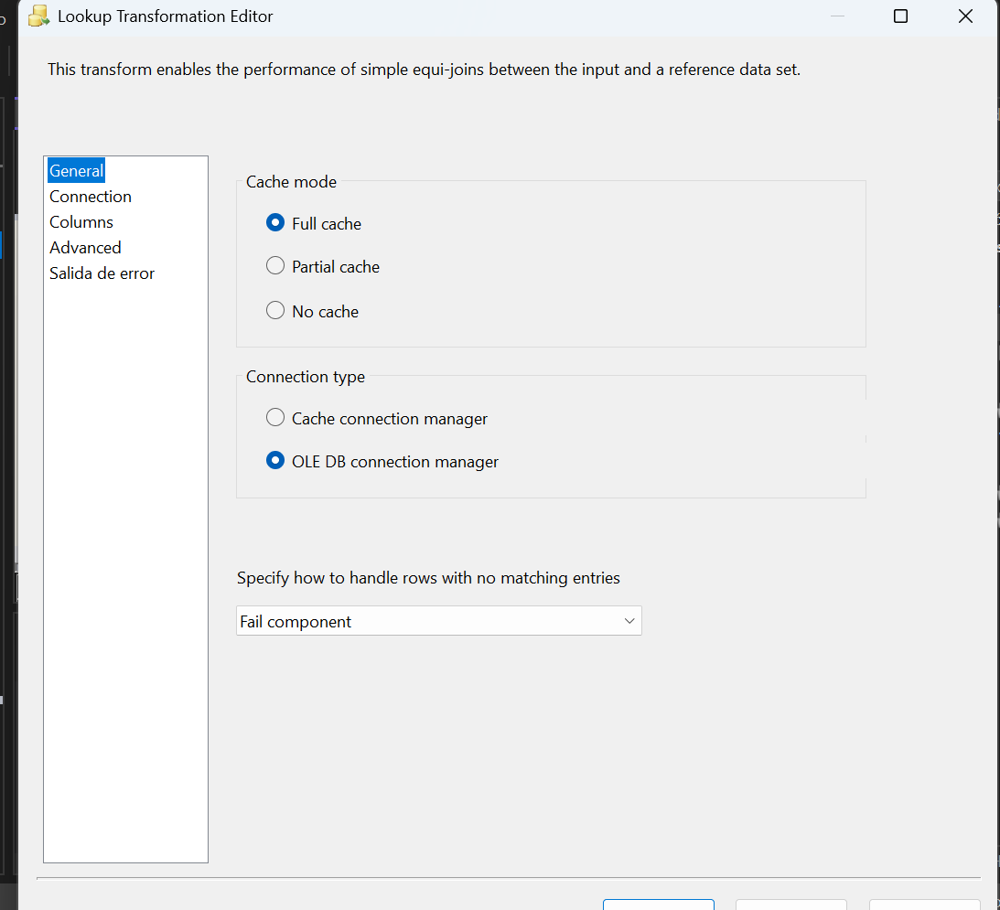 Lookup Transformation Editor
This transform enables the performance of simple equi-joins between the input and a reference data set.
General
Connection
Columns
Advanced
Salida de error
Cache mode
Full cache
Partial cache
No cache
Connection type
Cache connection manager
OLE DB connection manager
Specify how to handle rows with no matching entries
Fail component